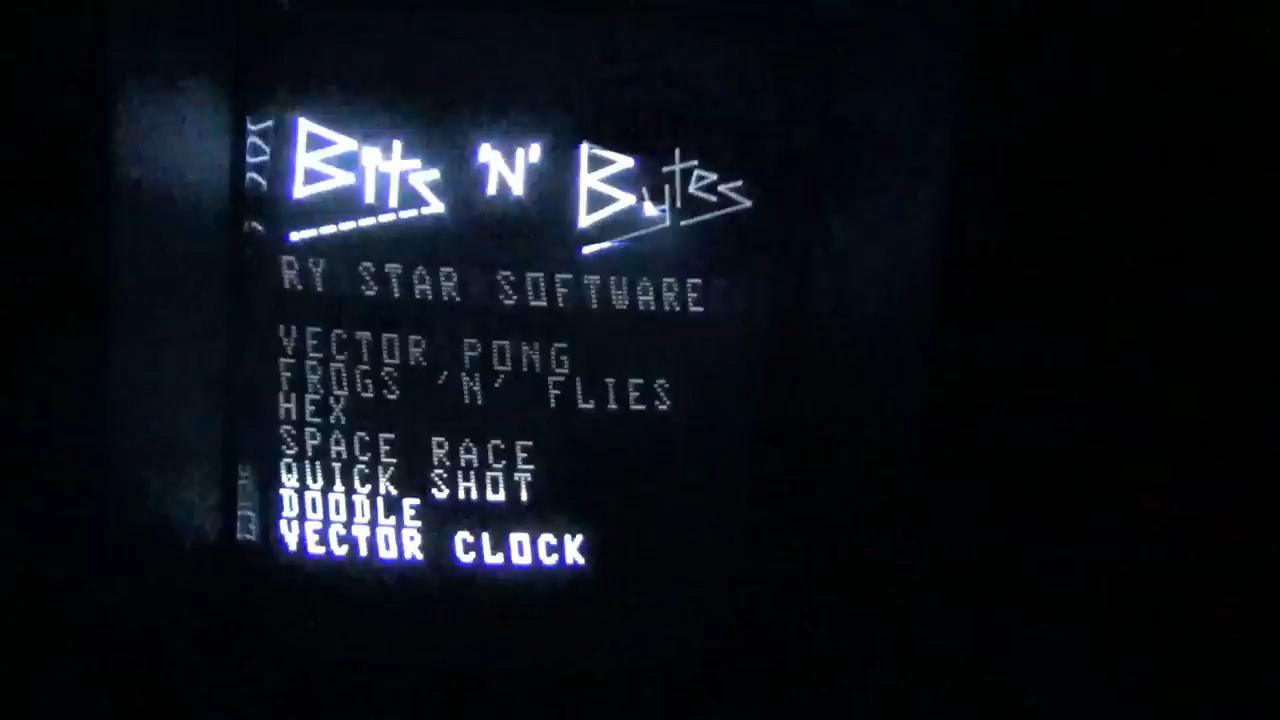 Bits 'N' Bytes
RY STAR SOFTWARE
VECTOR PONG
FROGS 'N' FLIES
HEX
SPACE RACE
QUICK SHOT
DOODLE
VECTOR CLOCK